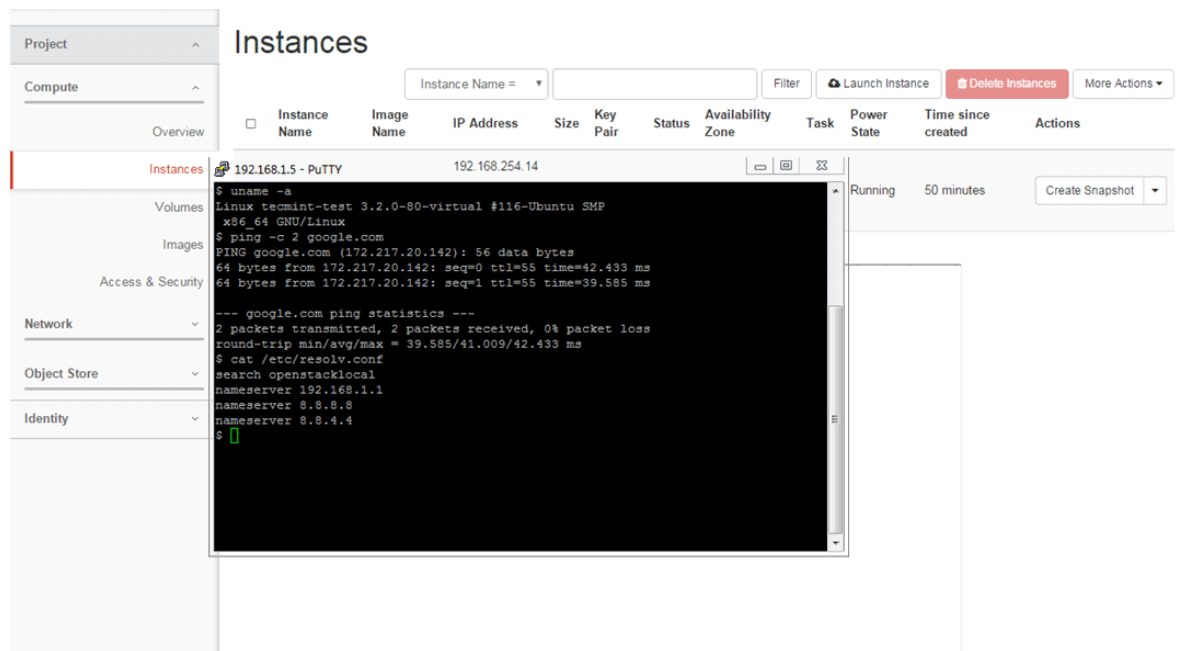 Project
Instances
Compute
Instance Name =
Filter
Launch Instance
Delete Instances
More Actions
Overview
Instance Name
Image Name
IP Address
Size
Key Pair
Status
Availability Zone
Task
Power State
Time since created
Actions
Instances
192.168.1.5 - PuTTY
192.168.254.14
Running
50 minutes
Create Snapshot
Volumes
Images
Access & Security
Network
Object Store
Identity
$ uname -a
Linux tecmint-test 3.2.0-80-virtual #116-Ubuntu SMP
x86_64 GNU/Linux
$ ping -c 2 google.com
PING google.com (172.217.20.142): 56 data bytes
64 bytes from 172.217.20.142: seq=0 ttl=55 time=42.433 ms
64 bytes from 172.217.20.142: seq=1 ttl=55 time=39.585 ms
--- google.com ping statistics ---
2 packets transmitted, 2 packets received, 0% packet loss
round-trip min/avg/max = 39.585/41.009/42.433 ms
$ cat /etc/resolv.conf
search openstacklocal
nameserver 192.168.1.1
nameserver 8.8.8.8
nameserver 8.8.4.4
$